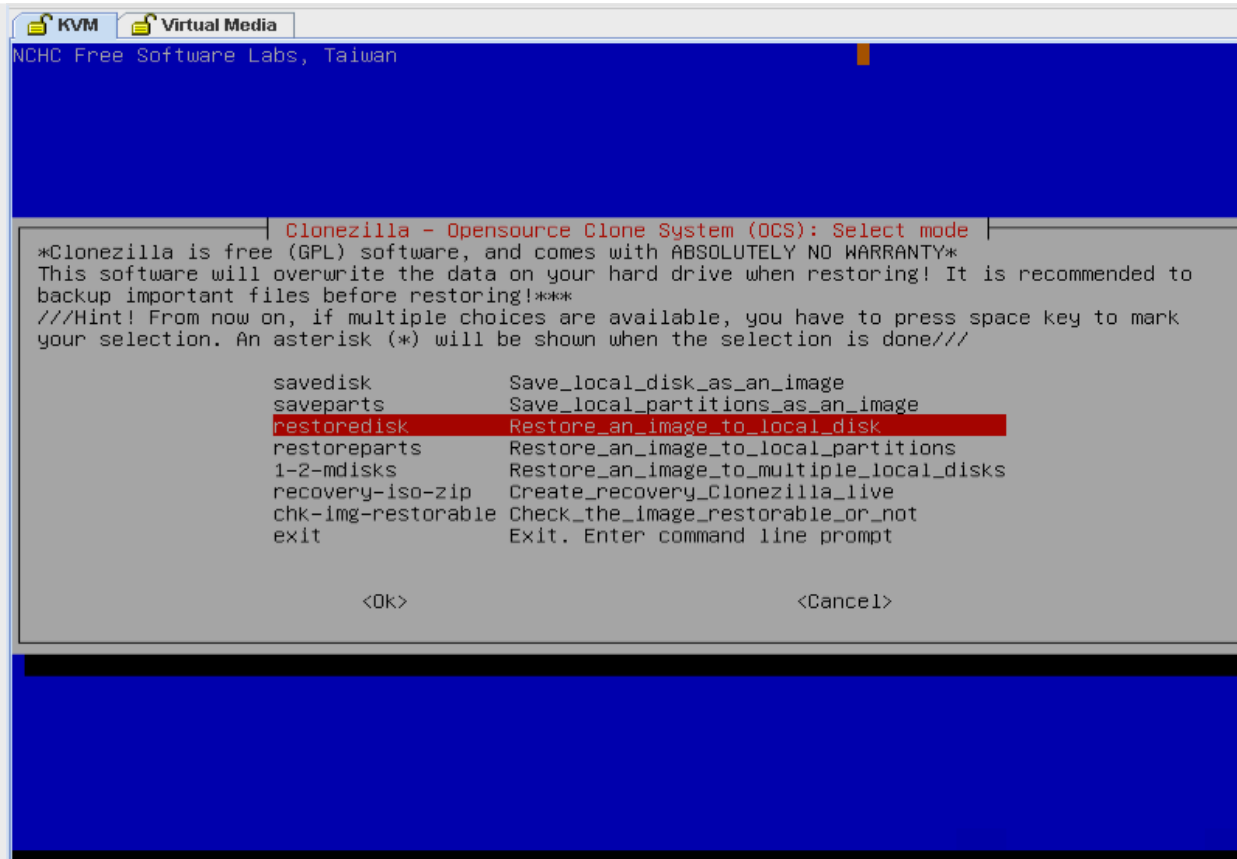 KVM Virtual Media
NCHC Free Software Labs, Taiwan
Clonezilla - Opensource Clone System (OCS): Select mode
*Clonezilla is free (GPL) software, and comes with ABSOLUTELY NO WARRANTY*
This software will overwrite the data on your hard drive when restoring! It is recommended to
backup important files before restoring!***
///Hint! From now on, if multiple choices are available, you have to press space key to mark
your selection. An asterisk (*) will be shown when the selection is done///
savedisk Save_local_disk_as_an_image
saveparts Save_local_partitions_as_an_image
restoredisk Restore_an_image_to_local_disk
restoreparts Restore_an_image_to_local_partitions
1-2-mdisks Restore_an_image_to_multiple_local_disks
recovery-iso-zip Create_recovery_Clonezilla_live
chk-img-restorable Check_the_image_restorable_or_not
exit Exit. Enter command line prompt
<Ok> <Cancel>